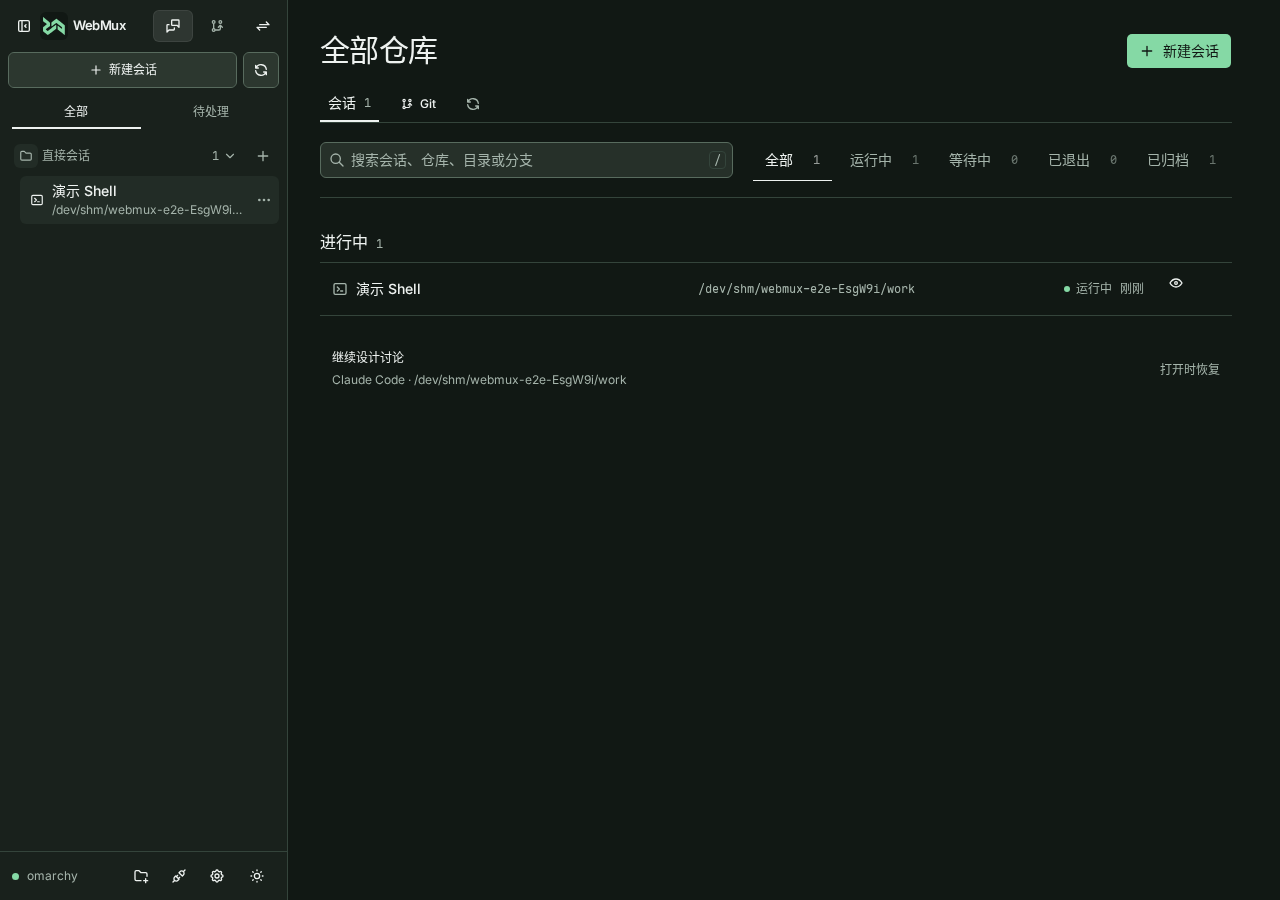 WebMux
新建会话
全部 待处理
直接会话 1
演示 Shell
/dev/shm/webmux-e2e-EsgW9i…
omarchy
全部仓库
新建会话
会话 1 Git
搜索会话、仓库、目录或分支 /
全部 1 运行中 1 等待中 0 已退出 0 已归档 1
进行中 1
演示 Shell /dev/shm/webmux-e2e-EsgW9i/work 运行中 刚刚
继续设计讨论
Claude Code · /dev/shm/webmux-e2e-EsgW9i/work
打开时恢复